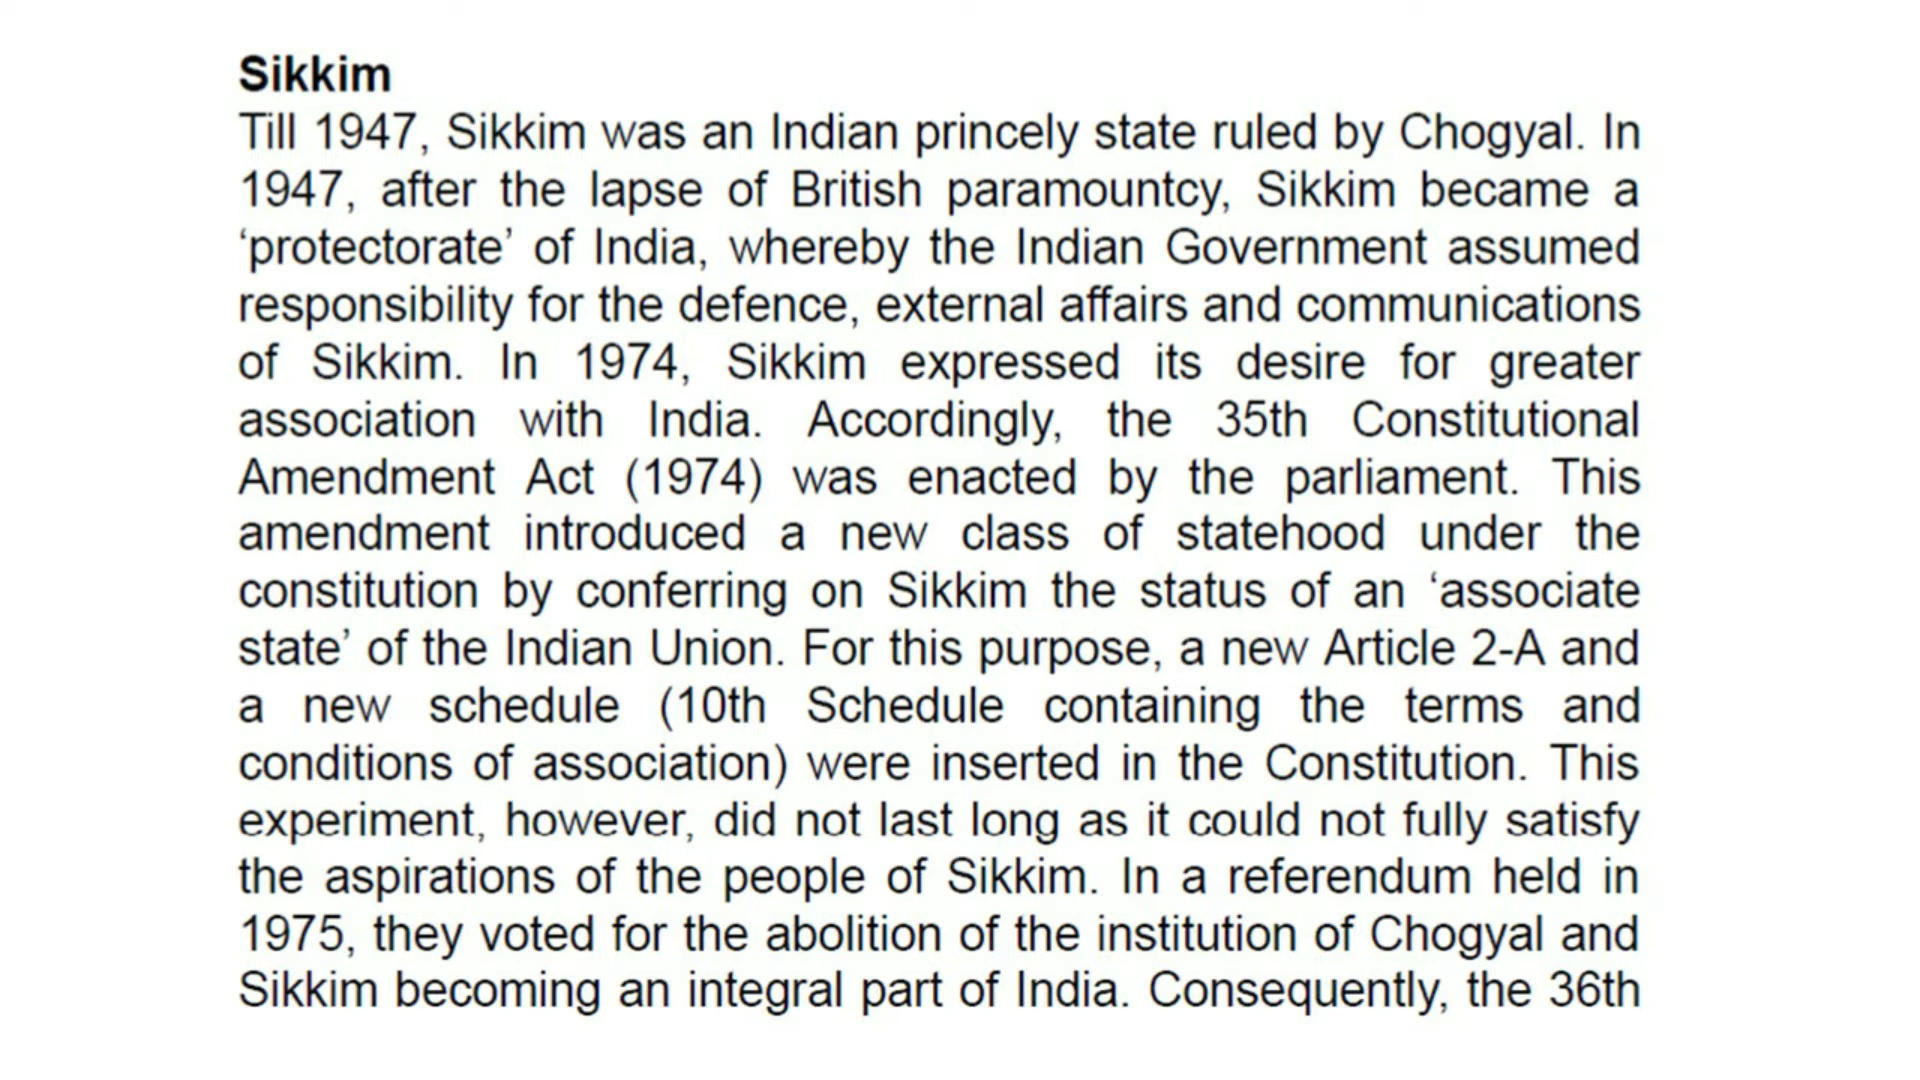 Sikkim
Till 1947, Sikkim was an Indian princely state ruled by Chogyal. In
1947, after the lapse of British paramountcy, Sikkim became a
‘protectorate’ of India, whereby the Indian Government assumed
responsibility for the defence, external affairs and communications
of Sikkim. In 1974, Sikkim expressed its desire for greater
association with India. Accordingly, the 35th Constitutional
Amendment Act (1974) was enacted by the parliament. This
amendment introduced a new class of statehood under the
constitution by conferring on Sikkim the status of an ‘associate
state’ of the Indian Union. For this purpose, a new Article 2-A and
a new schedule (10th Schedule containing the terms and
conditions of association) were inserted in the Constitution. This
experiment, however, did not last long as it could not fully satisfy
the aspirations of the people of Sikkim. In a referendum held in
1975, they voted for the abolition of the institution of Chogyal and
Sikkim becoming an integral part of India. Consequently, the 36th